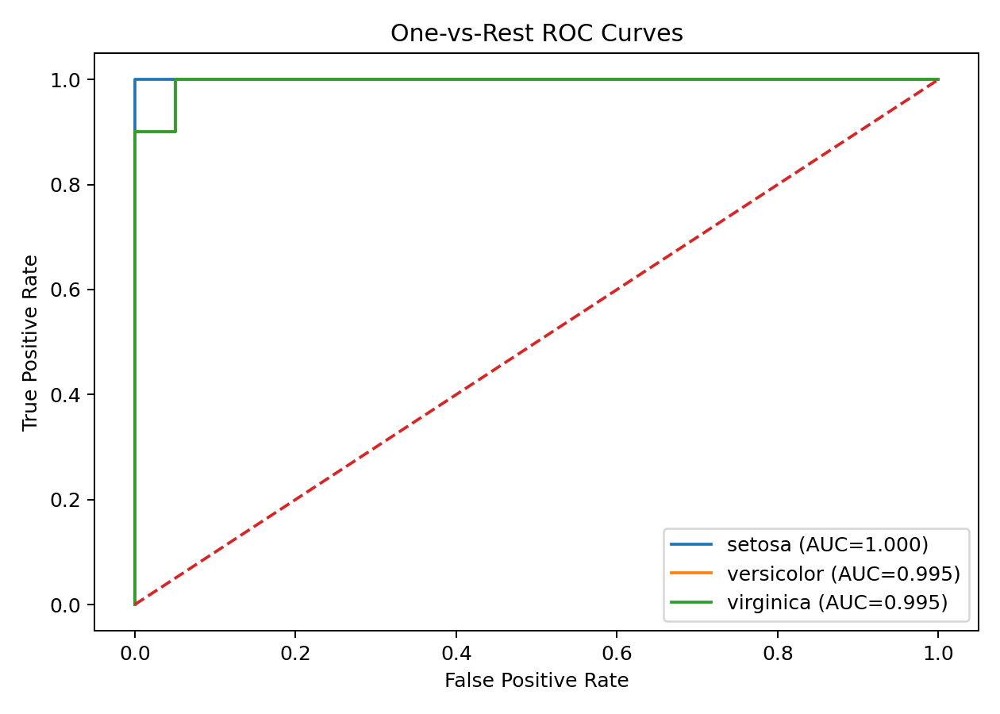 One-vs-Rest ROC Curves
1.0
0.8
0.6
0.4
0.2
0.0
True Positive Rate
setosa (AUC=1.000)
versicolor (AUC=0.995)
virginica (AUC=0.995)
0.0 0.2 0.4 0.6 0.8 1.0
False Positive Rate